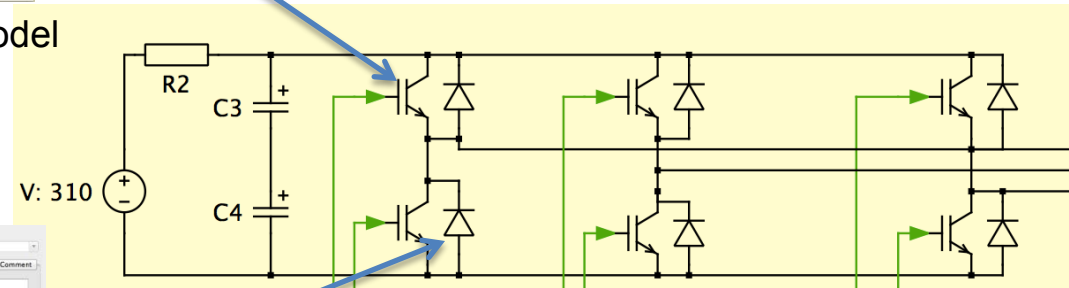 odel
R2
C3
+
V: 310
+
−
C4
+
Comment